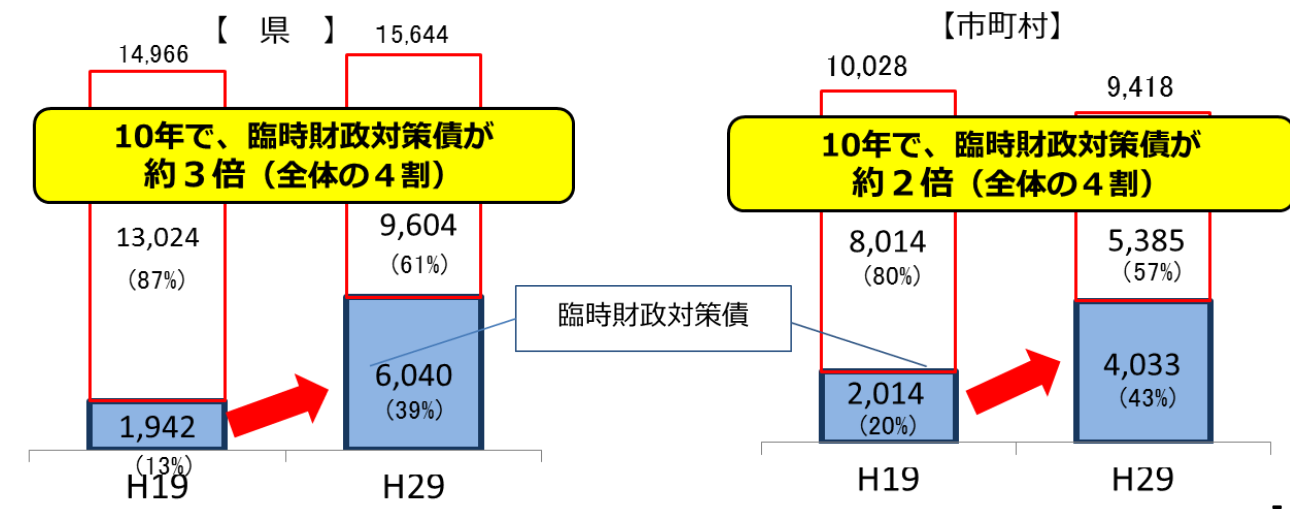 【　県　】
14,966
15,644
10年で、臨時財政対策債が
約３倍（全体の４割）
13,024
(87%)
9,604
(61%)
1,942
(13%)
6,040
(39%)
H19
H29
臨時財政対策債
【市町村】
10,028
9,418
10年で、臨時財政対策債が
約２倍（全体の４割）
8,014
(80%)
5,385
(57%)
2,014
(20%)
4,033
(43%)
H19
H29